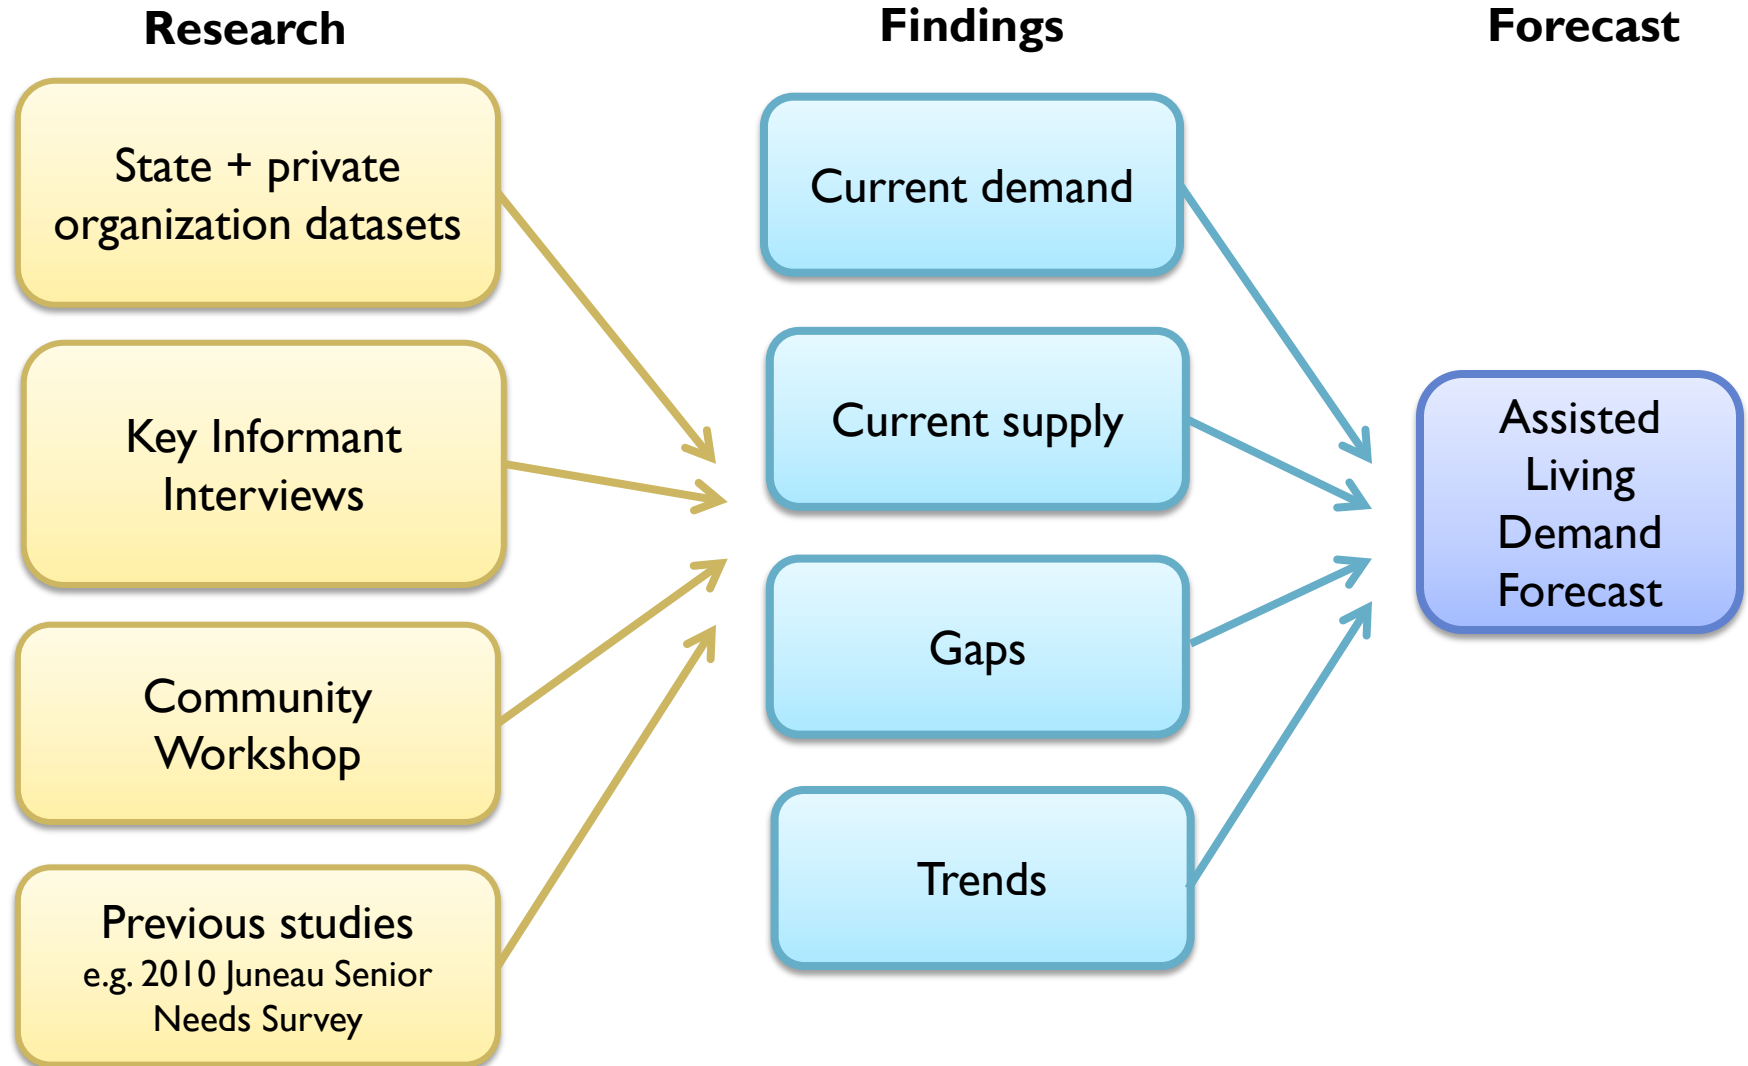 Research
State + private
organization datasets
Key Informant
Interviews
Community
Workshop
Previous studies
e.g. 2010 Juneau Senior
Needs Survey
Findings
Current demand
Current supply
Gaps
Trends
Forecast
Assisted
Living
Demand
Forecast